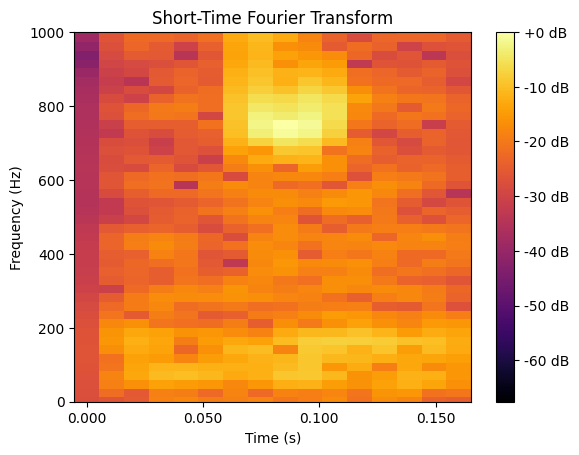 Short-Time Fourier Transform
Frequency (Hz)
1000
800
600
400
200
0
0.000 0.050 0.100 0.150
Time (s)
+0 dB
-10 dB
-20 dB
-30 dB
-40 dB
-50 dB
-60 dB